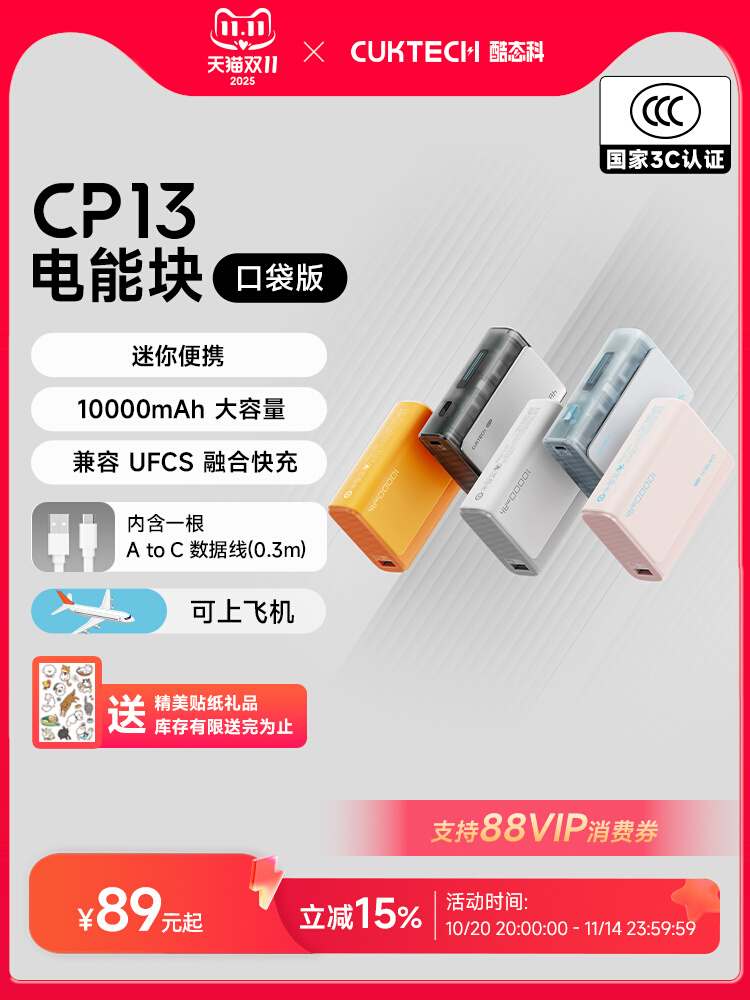 11.11
天猫双11
2025
CUKTECH 酷态科
CCC
国家3C认证
CP13
电能块 口袋版
迷你便携
10000mAh 大容量
兼容 UFCS 融合快充
内含一根
A to C 数据线(0.3m)
可上飞机
送
精美贴纸礼品
库存有限送完为止
10000mAh
CUKTECH
10000mAh
10000mAh
支持88VIP消费券
¥89元起
立减15%
活动时间:
10/20 20:00:00 - 11/14 23:59:59